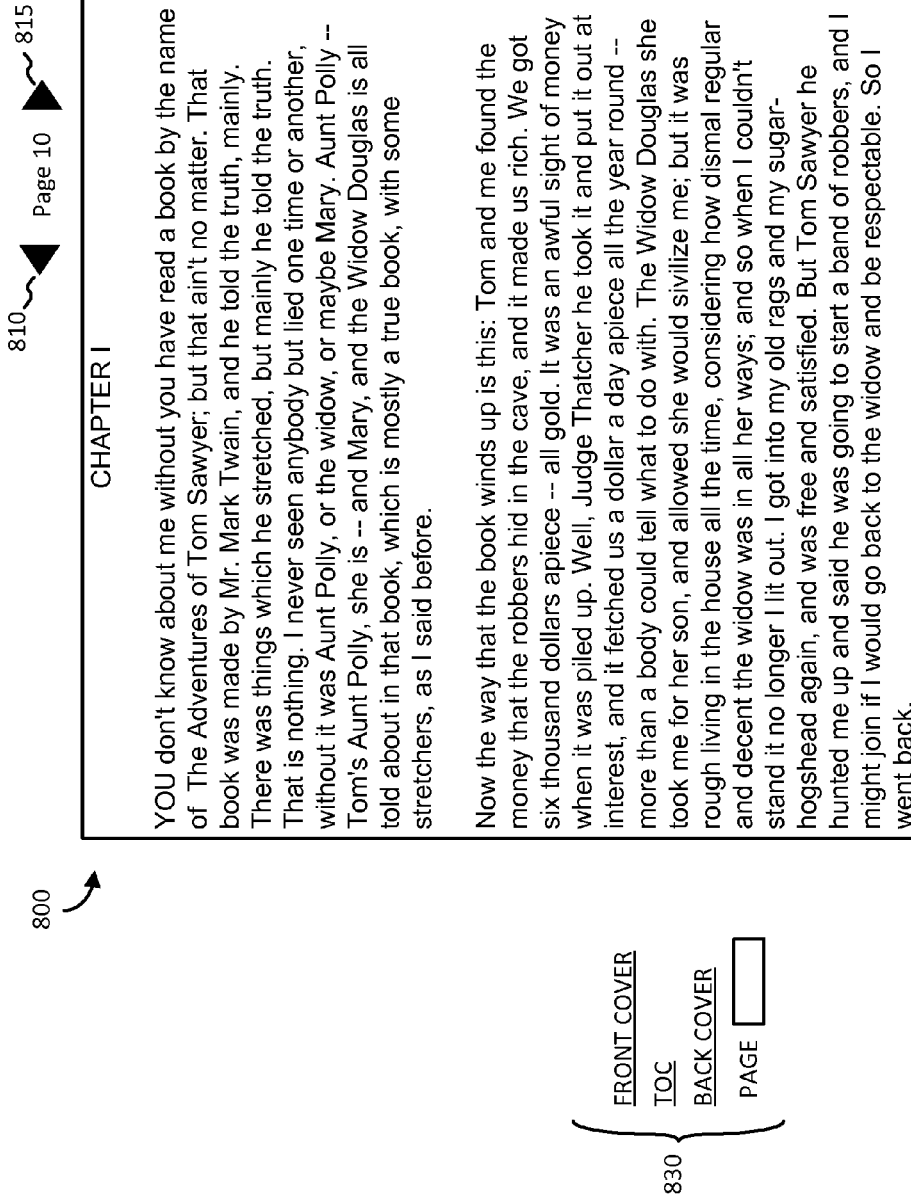 800
810
Page 10
815
FRONT COVER
TOC
BACK COVER
PAGE
830
CHAPTER I
YOU don't know about me without you have read a book by the name
of The Adventures of Tom Sawyer; but that ain't no matter. That
book was made by Mr. Mark Twain, and he told the truth, mainly.
There was things which he stretched, but mainly he told the truth.
That is nothing. I never seen anybody but lied one time or another,
without it was Aunt Polly, or the widow, or maybe Mary. Aunt Polly --
Tom's Aunt Polly, she is -- and Mary, and the Widow Douglas is all
told about in that book, which is mostly a true book, with some
stretchers, as I said before.
Now the way that the book winds up is this: Tom and me found the
money that the robbers hid in the cave, and it made us rich. We got
six thousand dollars apiece -- all gold. It was an awful sight of money
when it was piled up. Well, Judge Thatcher he took it and put it out at
interest, and it fetched us a dollar a day apiece all the year round --
more than a body could tell what to do with. The Widow Douglas she
took me for her son, and allowed she would sivilize me; but it was
rough living in the house all the time, considering how dismal regular
and decent the widow was in all her ways; and so when I couldn't
stand it no longer I lit out. I got into my old rags and my sugar-
hogshead again, and was free and satisfied. But Tom Sawyer he
hunted me up and said he was going to start a band of robbers, and I
might join if I would go back to the widow and be respectable. So I
went back.